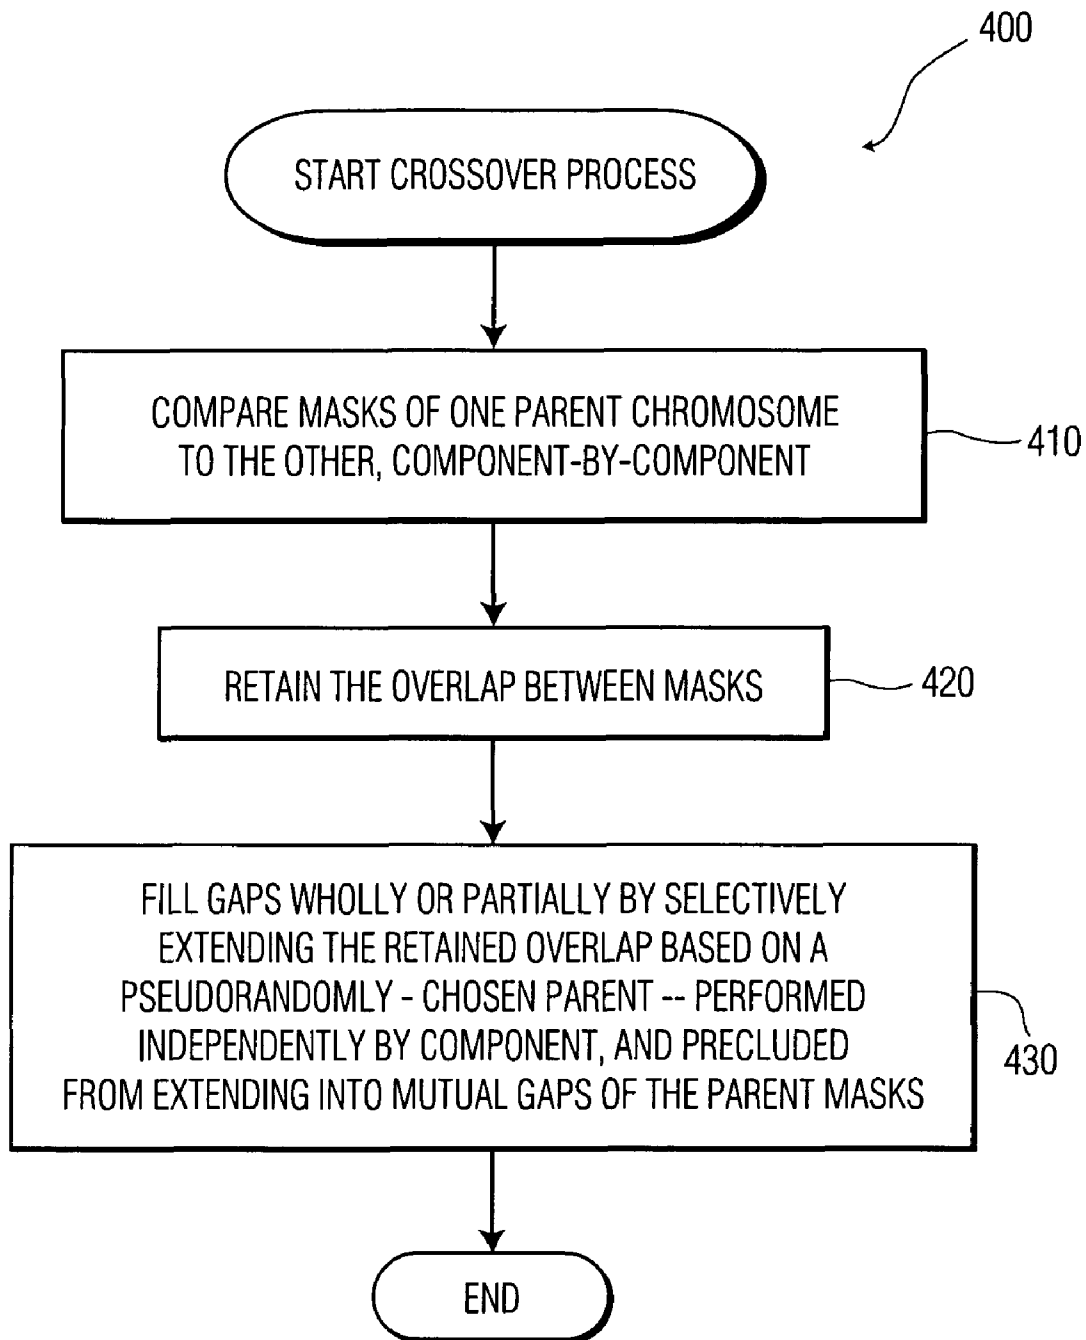 400
START CROSSOVER PROCESS
COMPARE MASKS OF ONE PARENT CHROMOSOME
TO THE OTHER, COMPONENT-BY-COMPONENT
410
RETAIN THE OVERLAP BETWEEN MASKS
420
FILL GAPS WHOLLY OR PARTIALLY BY SELECTIVELY
EXTENDING THE RETAINED OVERLAP BASED ON A
PSEUDORANDOMLY - CHOSEN PARENT -- PERFORMED
INDEPENDENTLY BY COMPONENT, AND PRECLUDED
FROM EXTENDING INTO MUTUAL GAPS OF THE PARENT MASKS
430
END